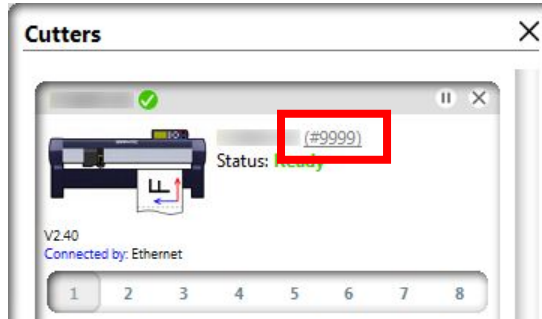 Cutters
(#9999)
Status: Ready
V2.40
Connected by: Ethernet
1 2 3 4 5 6 7 8